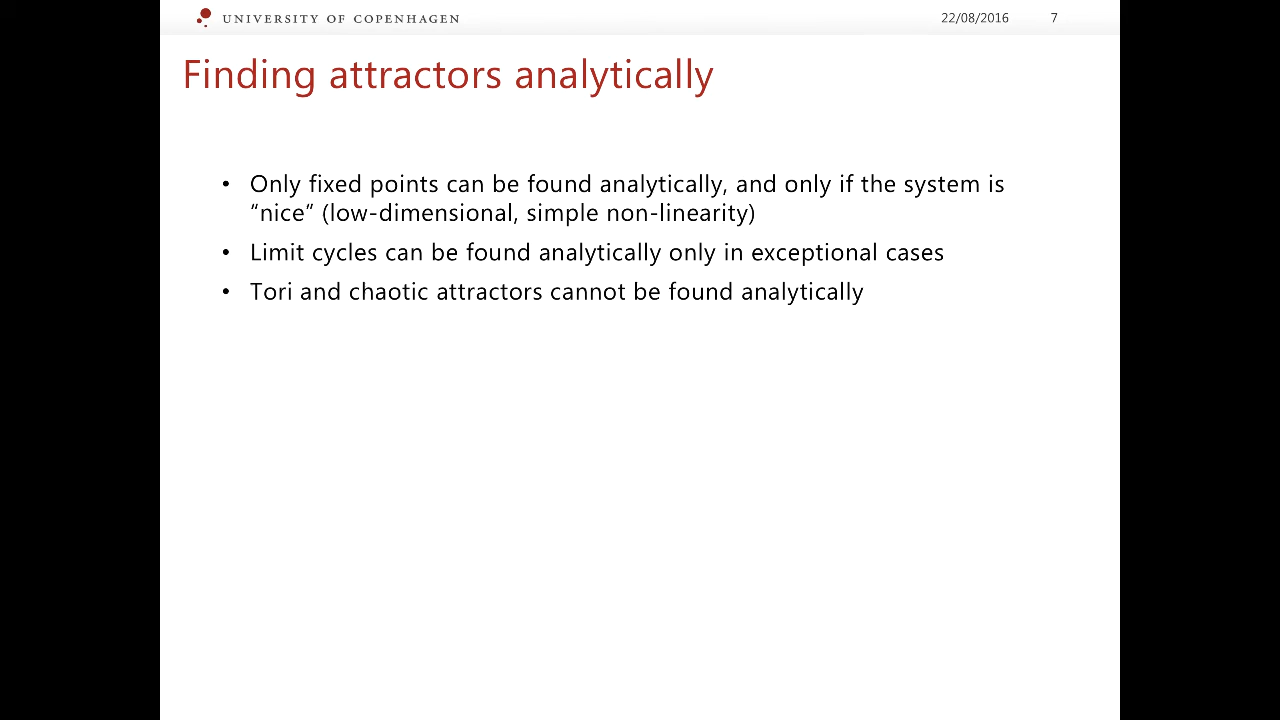 UNIVERSITY OF COPENHAGEN
22/08/2016 7
Finding attractors analytically
• Only fixed points can be found analytically, and only if the system is
“nice” (low-dimensional, simple non-linearity)
• Limit cycles can be found analytically only in exceptional cases
• Tori and chaotic attractors cannot be found analytically